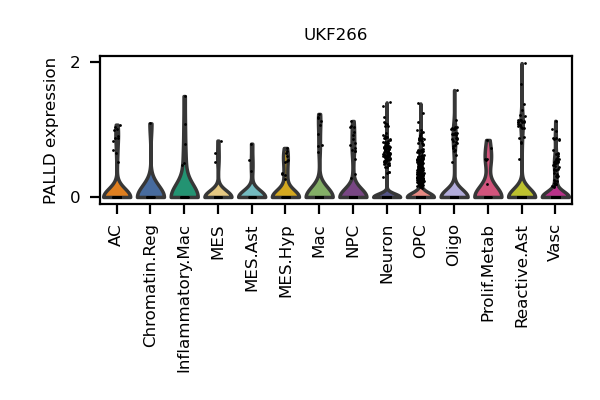 UKF266
PALLD expression
2
0
AC
Chromatin.Reg
Inflammatory.Mac
MES
MES.Ast
MES.Hyp
Mac
NPC
Neuron
OPC
Oligo
Prolif.Metab
Reactive.Ast
Vasc